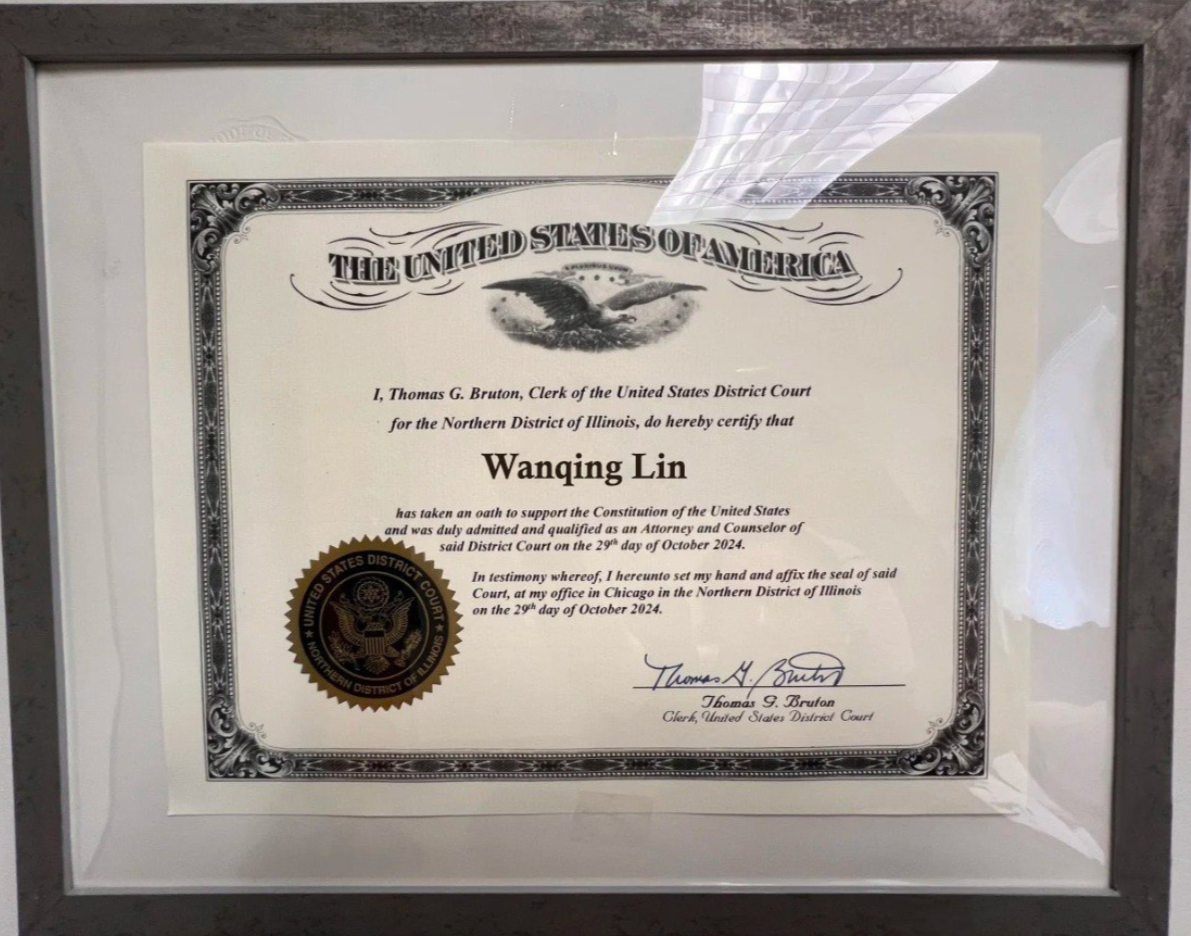 THE UNITED STATES OF AMERICA
I, Thomas G. Bruton, Clerk of the United States District Court
for the Northern District of Illinois, do hereby certify that
Wanqing Lin
has taken an oath to support the Constitution of the United States
and was duly admitted and qualified as an Attorney and Counselor of
said District Court on the 29th day of October 2024.
In testimony whereof, I hereunto set my hand and affix the seal of said
Court, at my office in Chicago in the Northern District of Illinois
on the 29th day of October 2024.
UNITED STATES DISTRICT COURT
NORTHERN DISTRICT OF ILLINOIS
Thomas G. Bruton
Thomas G. Bruton
Clerk, United States District Court